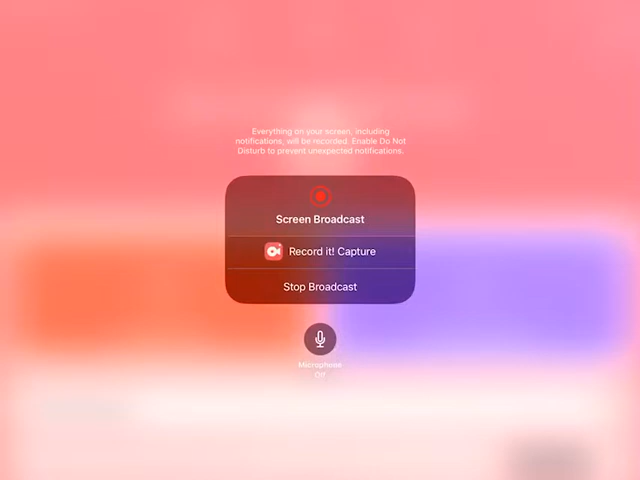 Everything on your screen, including
notifications, will be recorded. Enable Do Not
Disturb to prevent unexpected notifications.
Screen Broadcast
Record it! Capture
Stop Broadcast
Microphone
Off